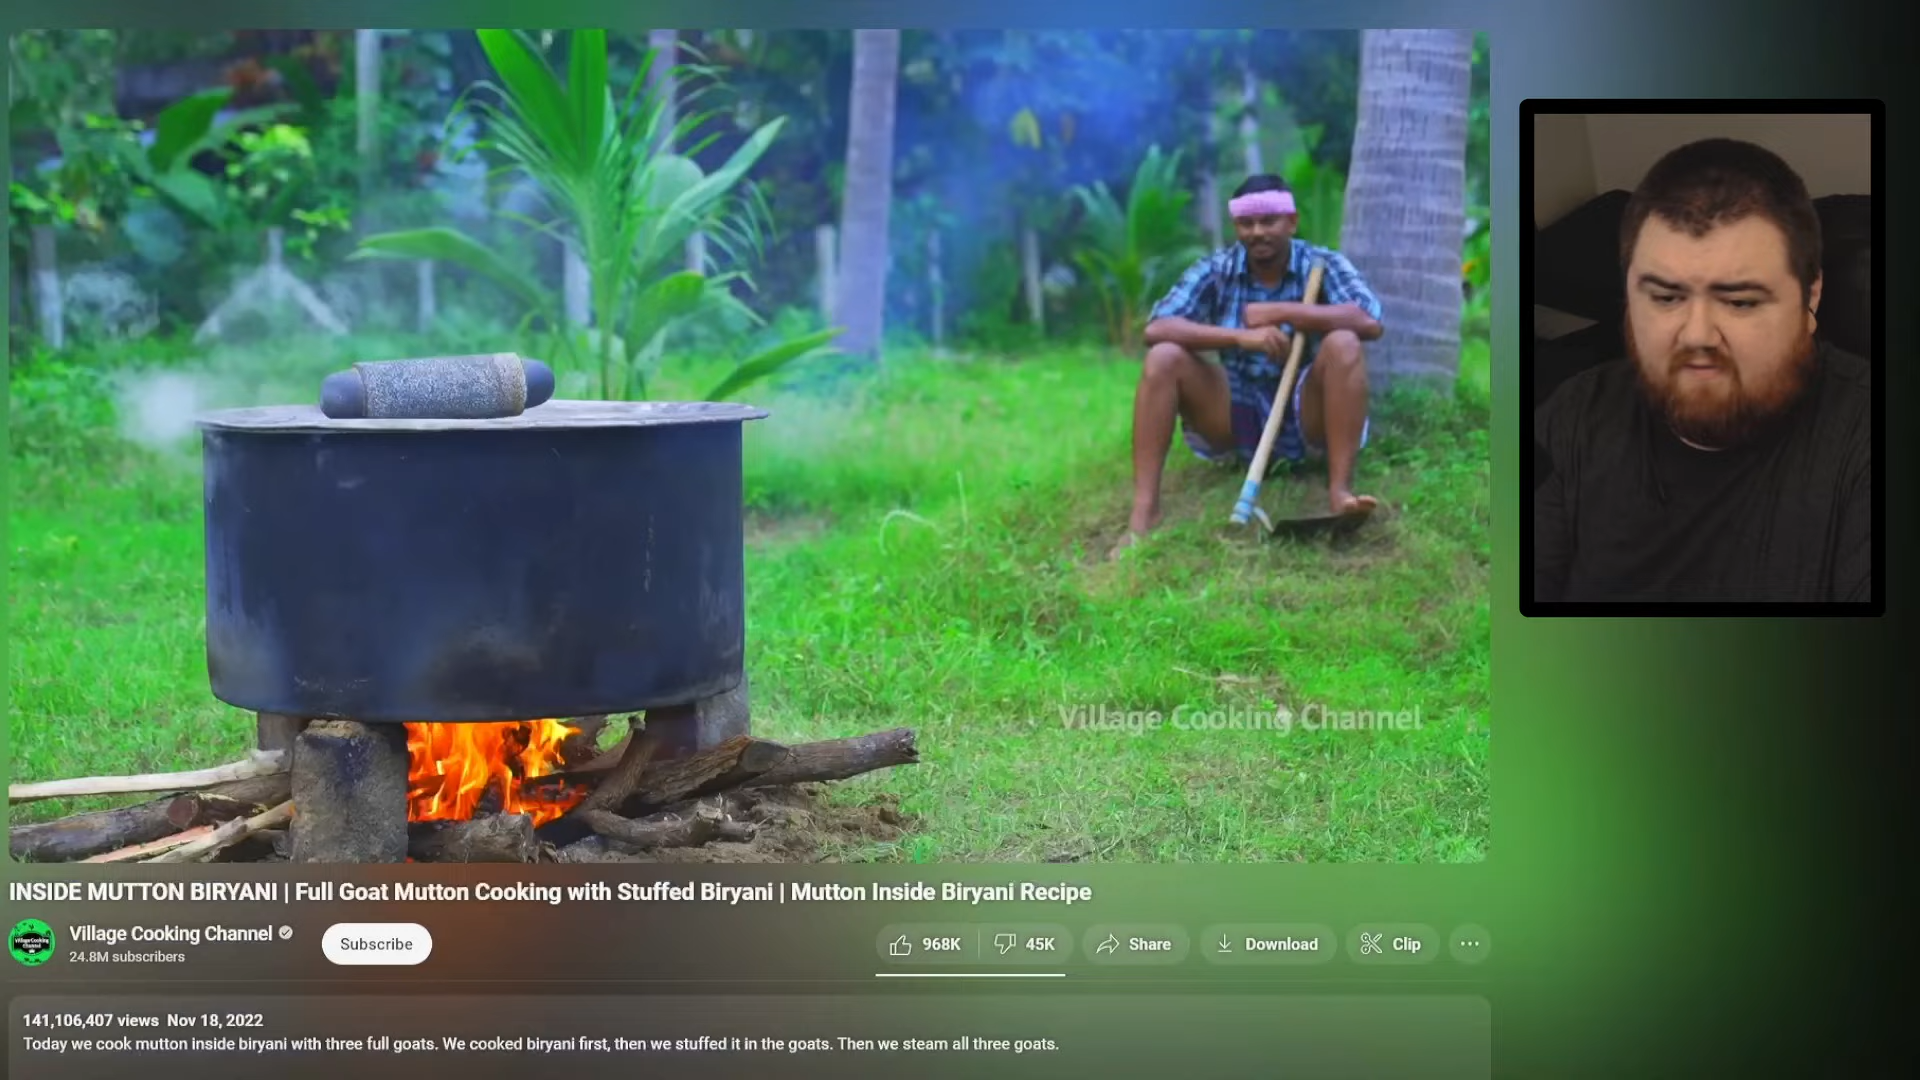 Village Cooking Channel
INSIDE MUTTON BIRYANI | Full Goat Mutton Cooking with Stuffed Biryani | Mutton Inside Biryani Recipe
Village Cooking Channel
24.8M subscribers
Subscribe
968K
45K
Share
Download
Clip
141,106,407 views Nov 18, 2022
Today we cook mutton inside biryani with three full goats. We cooked biryani first, then we stuffed it in the goats. Then we steam all three goats.